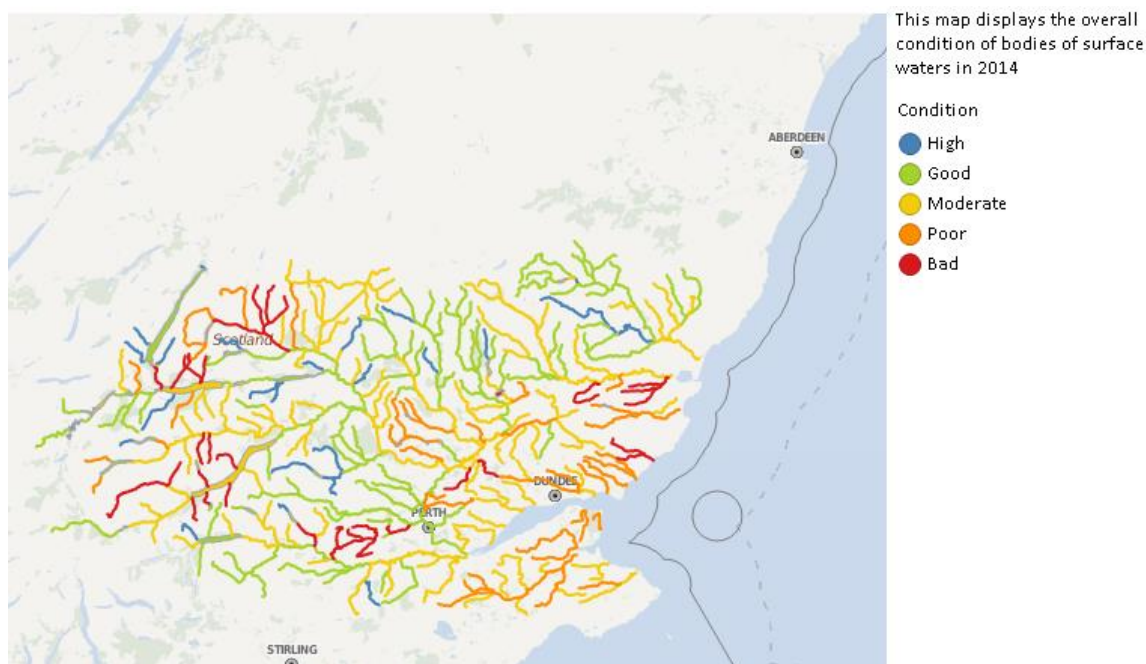 This map displays the overall
condition of bodies of surface
waters in 2014
Condition
High
Good
Moderate
Poor
Bad
ABERDEEN
Scotland
DUNDEE
PERTH
STIRLING